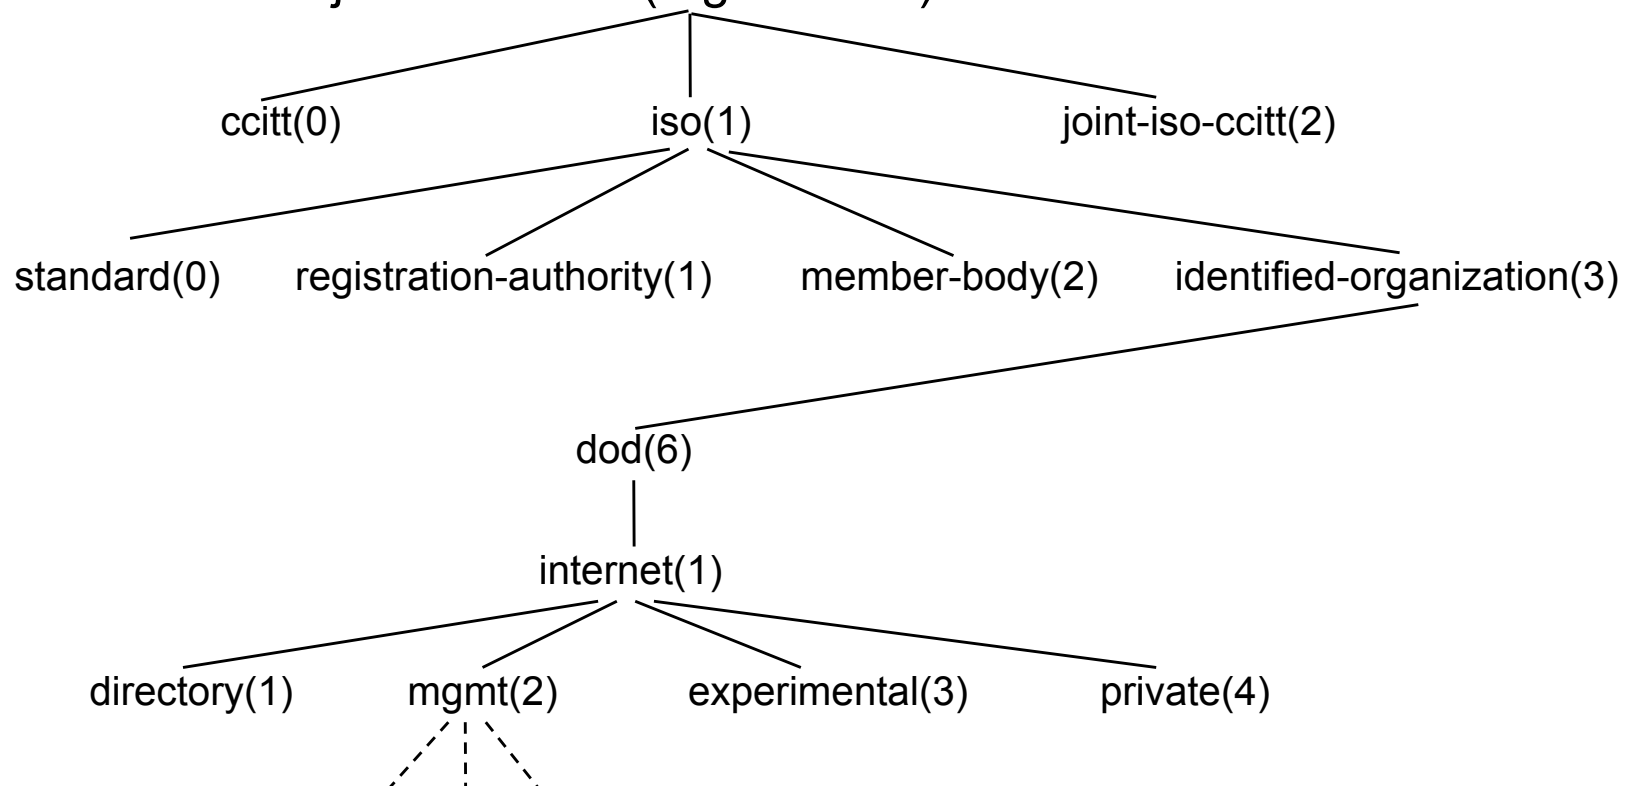 ccitt(0) iso(1) joint-iso-ccitt(2)
standard(0) registration-authority(1) member-body(2) identified-organization(3)
dod(6)
internet(1)
directory(1) mgmt(2) experimental(3) private(4)